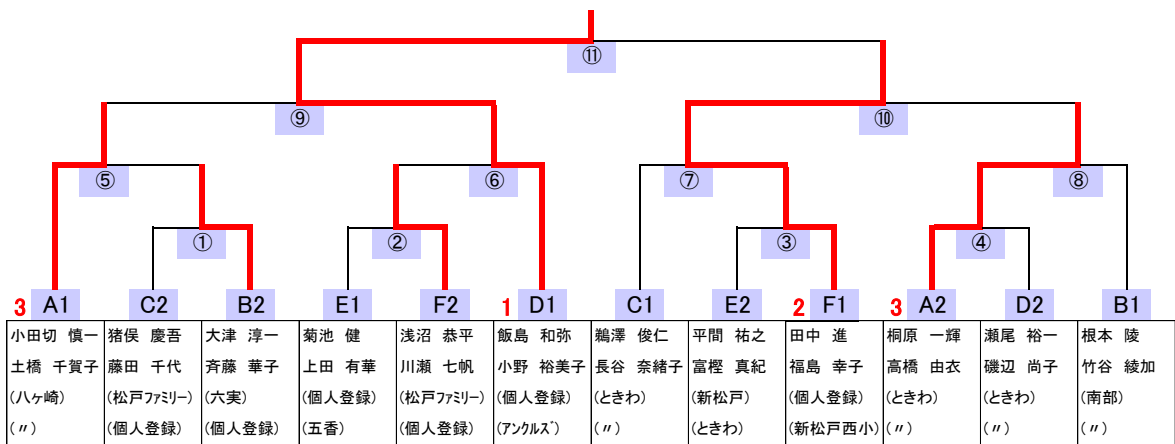 ⑪
⑨ ⑩
⑤ ⑥ ⑦ ⑧
① ② ③ ④
3 A1 C2 B2 E1 F2 1 D1 C1 E2 2 F1 3 A2 D2 B1
小田切 慎一 猪俣 慶吾 大津 淳一 菊池 健 浅沼 恭平 飯島 和弥 鵜澤 俊仁 平間 祐之 田中 進 桐原 一輝 瀬尾 裕一 根本 陵
土橋 千賀子 藤田 千代 斉藤 華子 上田 有華 川瀬 七帆 小野 裕美子 長谷 奈緒子 富樫 真紀 福島 幸子 高橋 由衣 磯辺 尚子 竹谷 綾加
(八ヶ崎) (松戸ファミリー) (六実) (個人登録) (松戸ファミリー) (個人登録) (ときわ) (新松戸) (個人登録) (ときわ) (ときわ) (南部)
(〃) (個人登録) (個人登録) (五香) (個人登録) (アンクルズ) (〃) (ときわ) (新松戸西小) (〃) (〃) (〃)